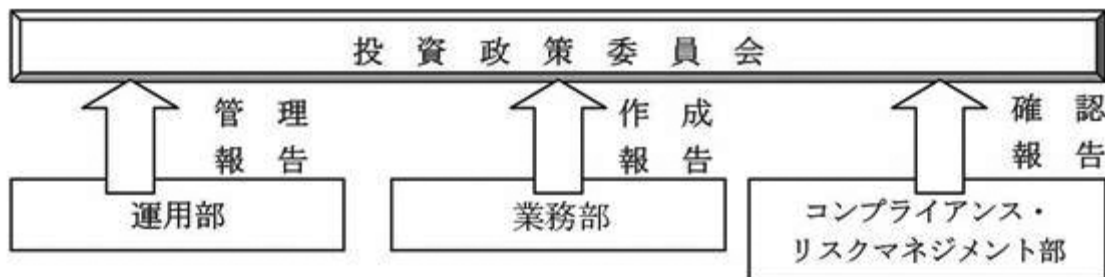 投資政策委員会
管理
報告
作成
報告
確認
報告
運用部
業務部
コンプライアンス・
リスクマネジメント部